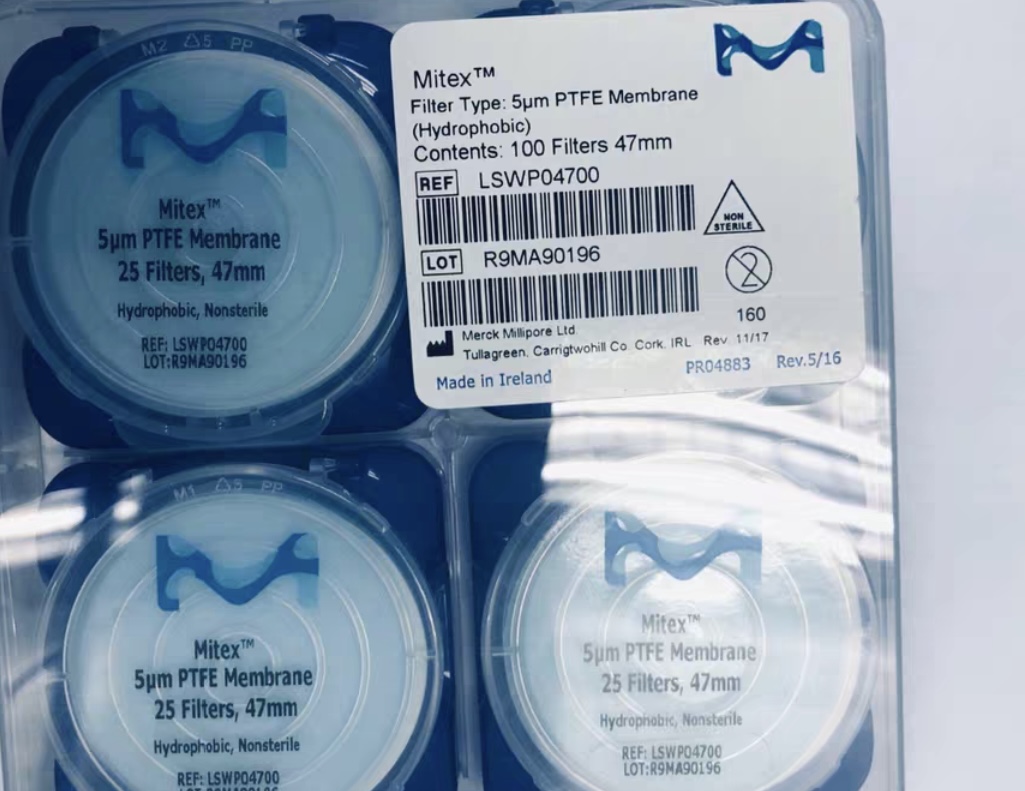 M2 5 PP
Mitex™
5µm PTFE Membrane
25 Filters, 47mm
Hydrophobic, Nonsterile
REF: LSWP04700
LOT:R9MA90196
Mitex™
Filter Type: 5µm PTFE Membrane
(Hydrophobic)
Contents: 100 Filters 47mm
REF LSWP04700
NON
STERILE
LOT R9MA90196
2
160
Merck Millipore Ltd.
Tullagreen, Carrigtwohill Co. Cork, IRL Rev. 11/17
Made in Ireland PR04883 Rev.5/16
M1 5 PP
Mitex™
5µm PTFE Membrane
25 Filters, 47mm
Hydrophobic, Nonsterile
REF: LSWP04700
Mitex™
5µm PTFE Membrane
25 Filters, 47mm
Hydrophobic, Nonsterile
REF: LSWP04700
LOT:R9MA90196